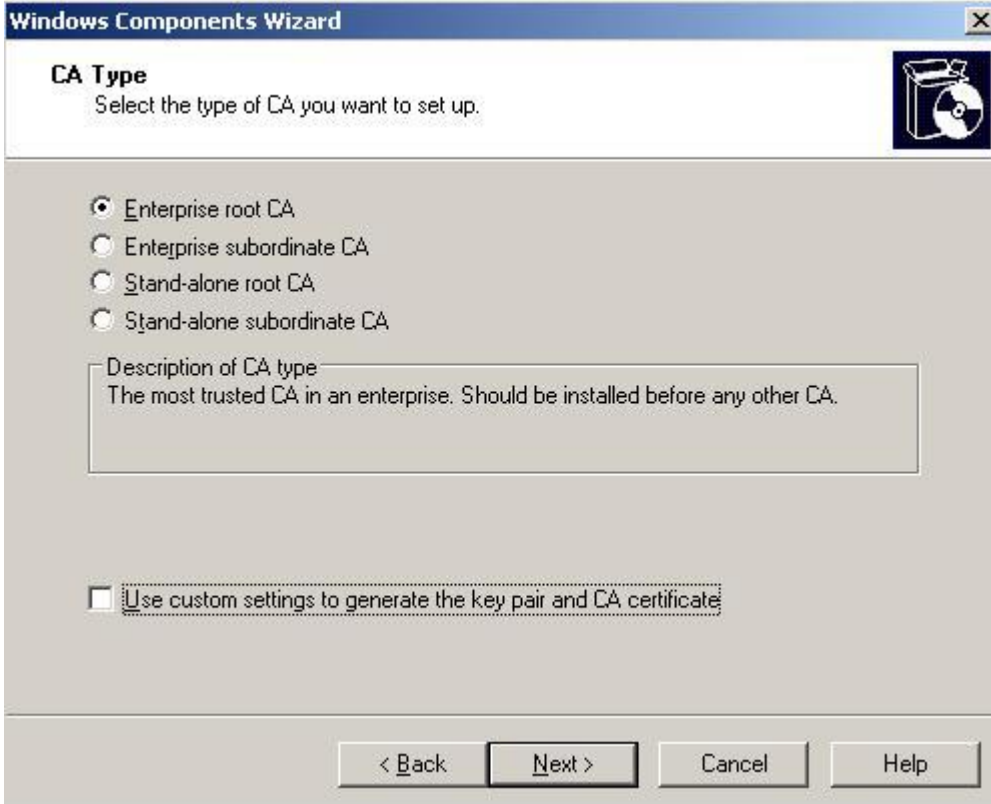 Windows Components Wizard
CA Type
Select the type of CA you want to set up.
Enterprise root CA
Enterprise subordinate CA
Stand-alone root CA
Stand-alone subordinate CA
Description of CA type
The most trusted CA in an enterprise. Should be installed before any other CA.
Use custom settings to generate the key pair and CA certificate
< Back Next > Cancel Help